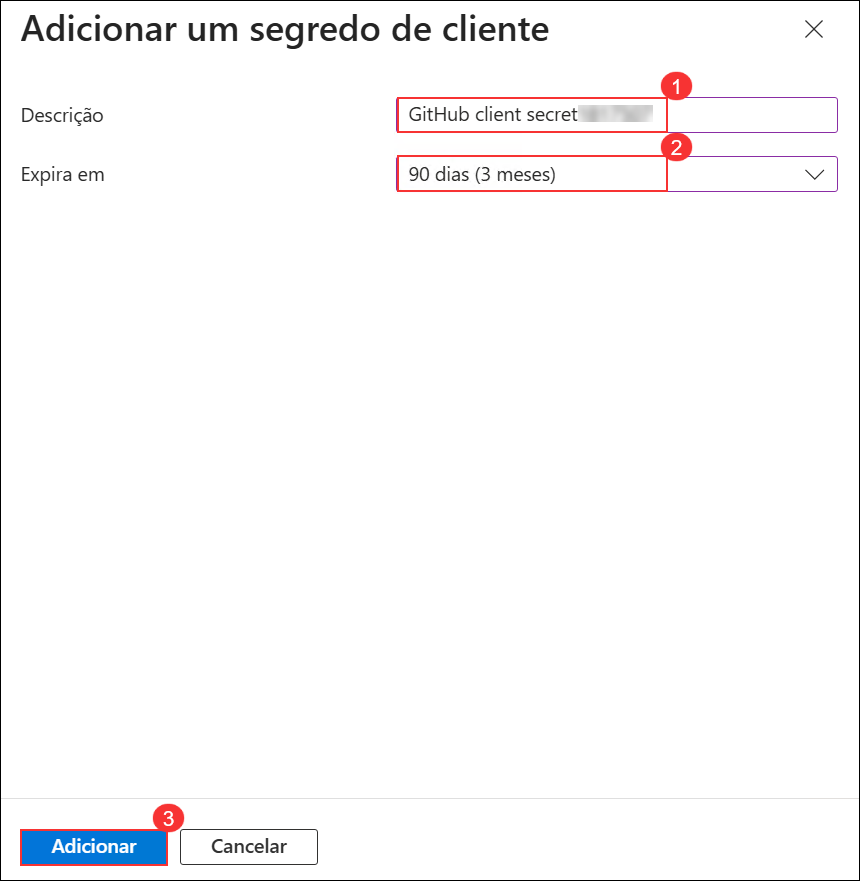 Adicionar um segredo de cliente
1
Descrição
GitHub client secret
2
Expira em
90 dias (3 meses)
3
Adicionar
Cancelar